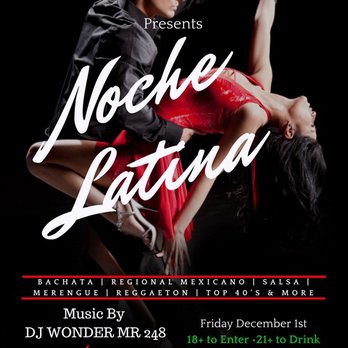 Presents
Noche
Latina
BACHATA | REGIONAL MEXICANO | SALSA |
MERENGUE | REGGAETON | TOP 40'S & MORE
Music By
DJ WONDER MR 248
Friday December 1st
18+ to Enter •21+ to Drink